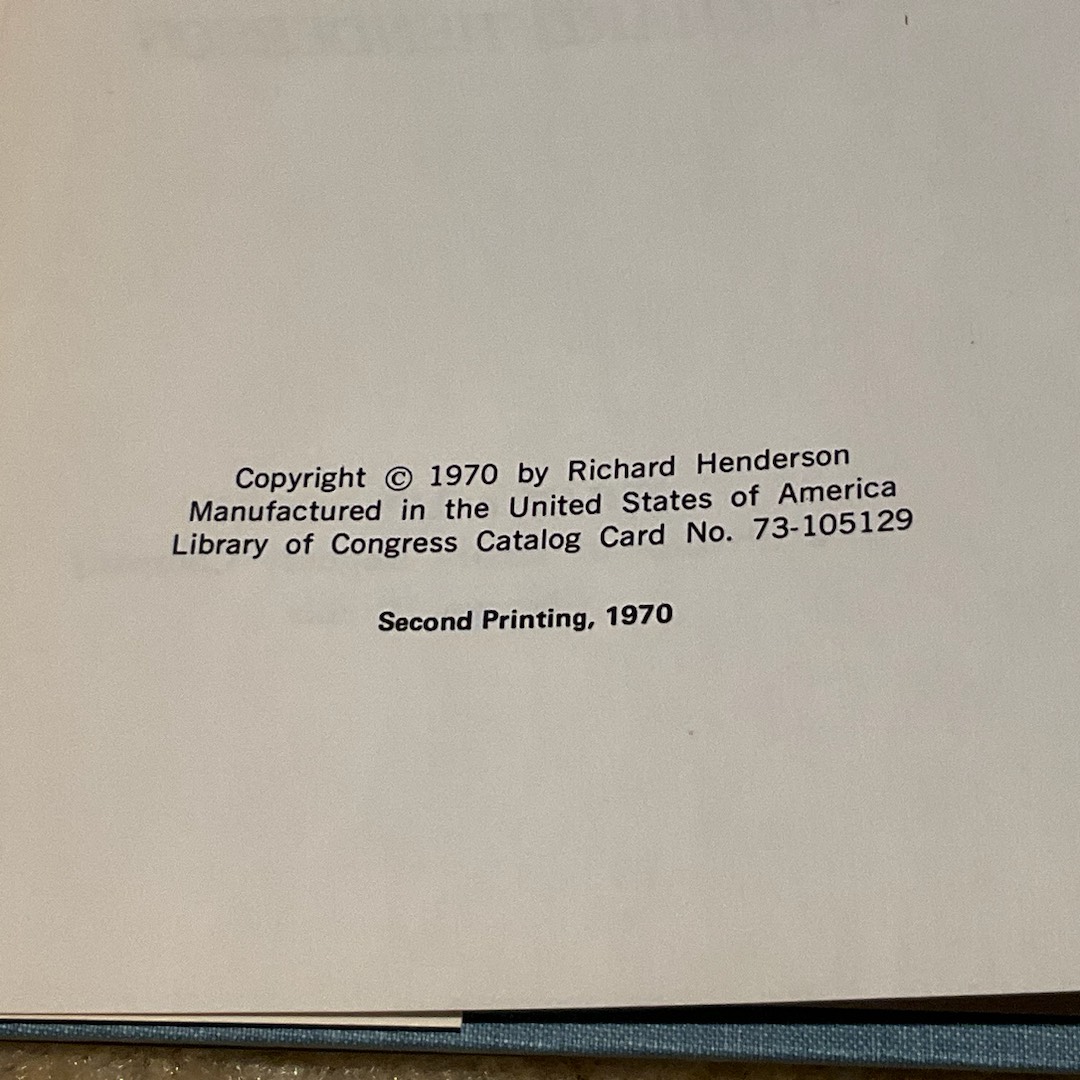 Copyright © 1970 by Richard Henderson
Manufactured in the United States of America
Library of Congress Catalog Card No. 73-105129
Second Printing, 1970